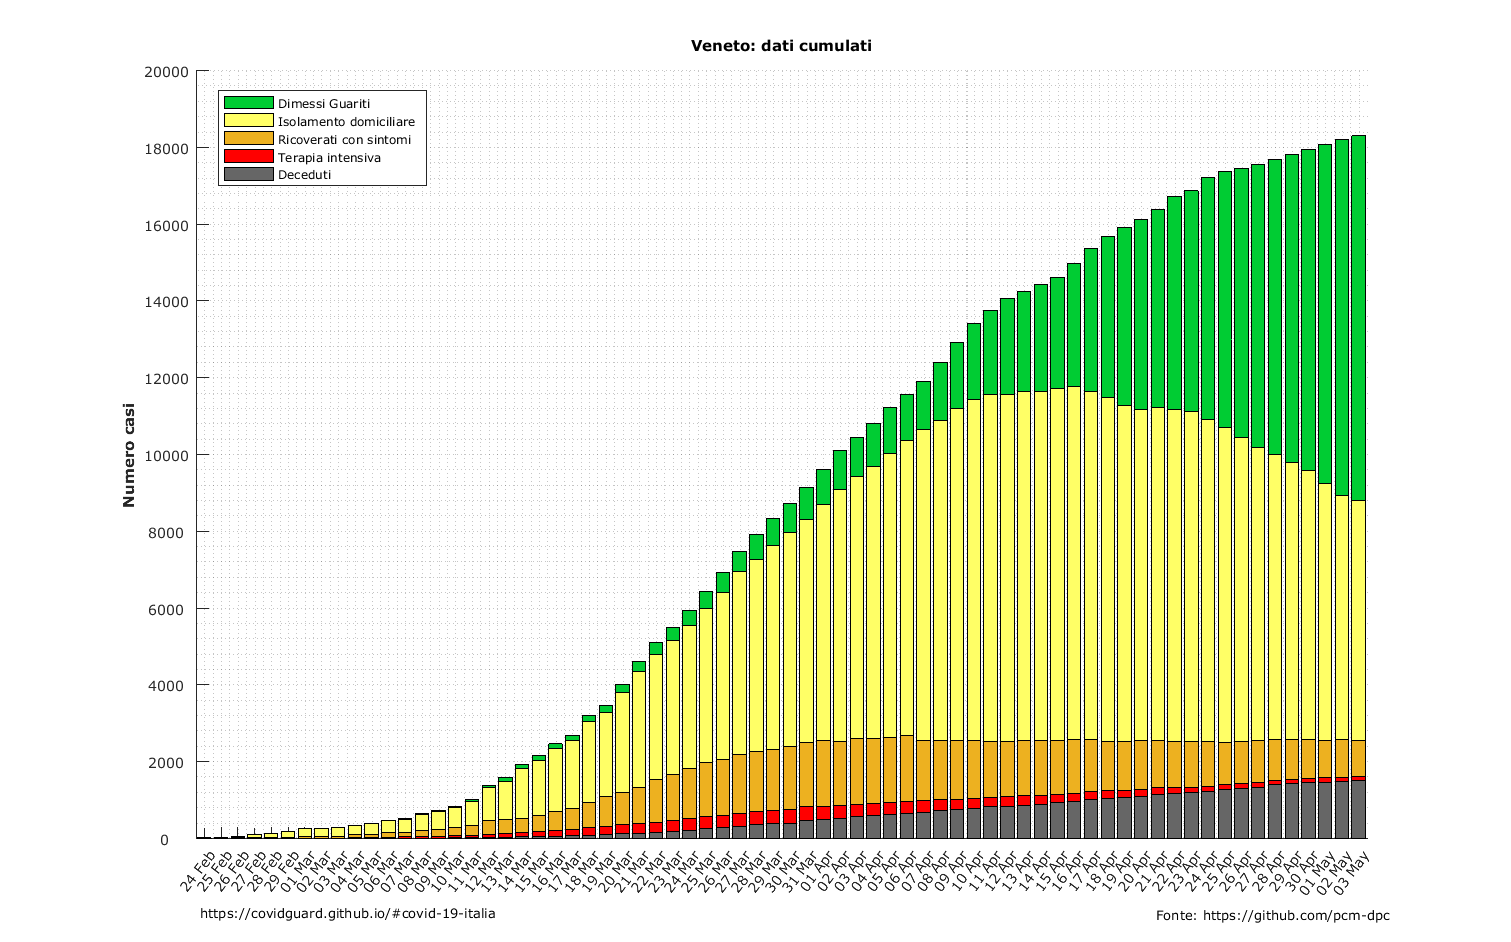 Veneto: dati cumulati
20000
18000
16000
14000
12000
10000
8000
6000
4000
2000
0
Numero casi
Dimessi Guariti
Isolamento domiciliare
Ricoverati con sintomi
Terapia intensiva
Deceduti
24 Feb
25 Feb
26 Feb
27 Feb
28 Feb
29 Feb
01 Mar
02 Mar
03 Mar
04 Mar
05 Mar
06 Mar
07 Mar
08 Mar
09 Mar
10 Mar
11 Mar
12 Mar
13 Mar
14 Mar
15 Mar
16 Mar
17 Mar
18 Mar
19 Mar
20 Mar
21 Mar
22 Mar
23 Mar
24 Mar
25 Mar
26 Mar
27 Mar
28 Mar
29 Mar
30 Mar
31 Mar
01 Apr
02 Apr
03 Apr
04 Apr
05 Apr
06 Apr
07 Apr
08 Apr
09 Apr
10 Apr
11 Apr
12 Apr
13 Apr
14 Apr
15 Apr
16 Apr
17 Apr
18 Apr
19 Apr
20 Apr
21 Apr
22 Apr
23 Apr
24 Apr
25 Apr
26 Apr
27 Apr
28 Apr
29 Apr
30 Apr
01 May
02 May
03 May
https://covidguard.github.io/#covid-19-italia
Fonte: https://github.com/pcm-dpc